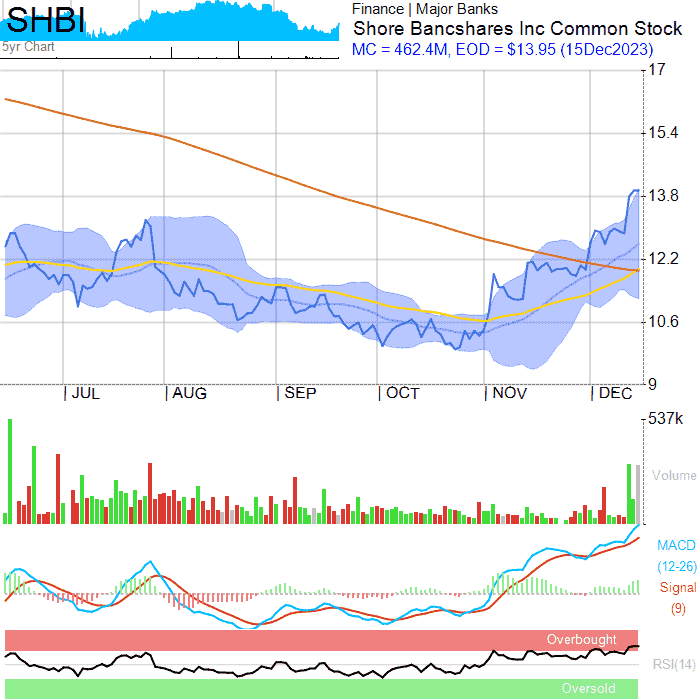 SHBI
Finance | Major Banks
Shore Bancshares Inc Common Stock
5yr Chart
MC = 462.4M, EOD = $13.95 (15Dec2023)
17
15.4
13.8
12.2
10.6
9
JUL AUG SEP OCT NOV DEC
537k
Volume
MACD
(12-26)
Signal
(9)
Overbought
RSI(14)
Oversold